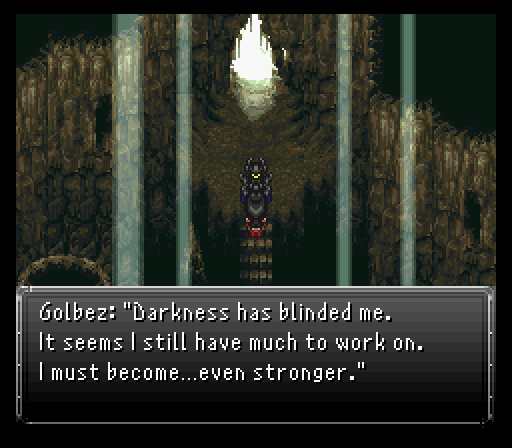 Golbez: "Darkness has blinded me.
It seems I still have much to work on.
I must become...even stronger."